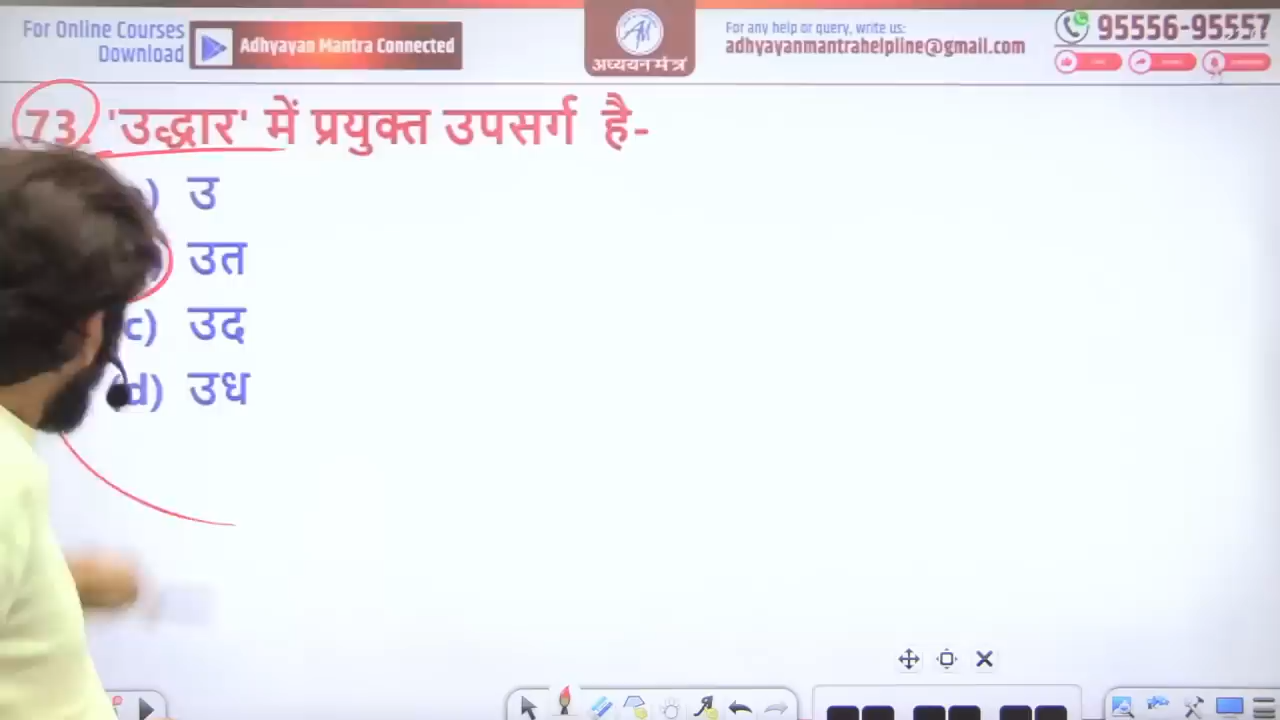 For Online Courses
Download
Adhyayan Mantra Connected
अध्ययन मंत्र
For any help or query, write us:
adhyayanmantrahelpline@gmail.com
95556-95557
73. 'उद्धार' में प्रयुक्त उपसर्ग है-
) उ
) उत
c) उद
(d) उध